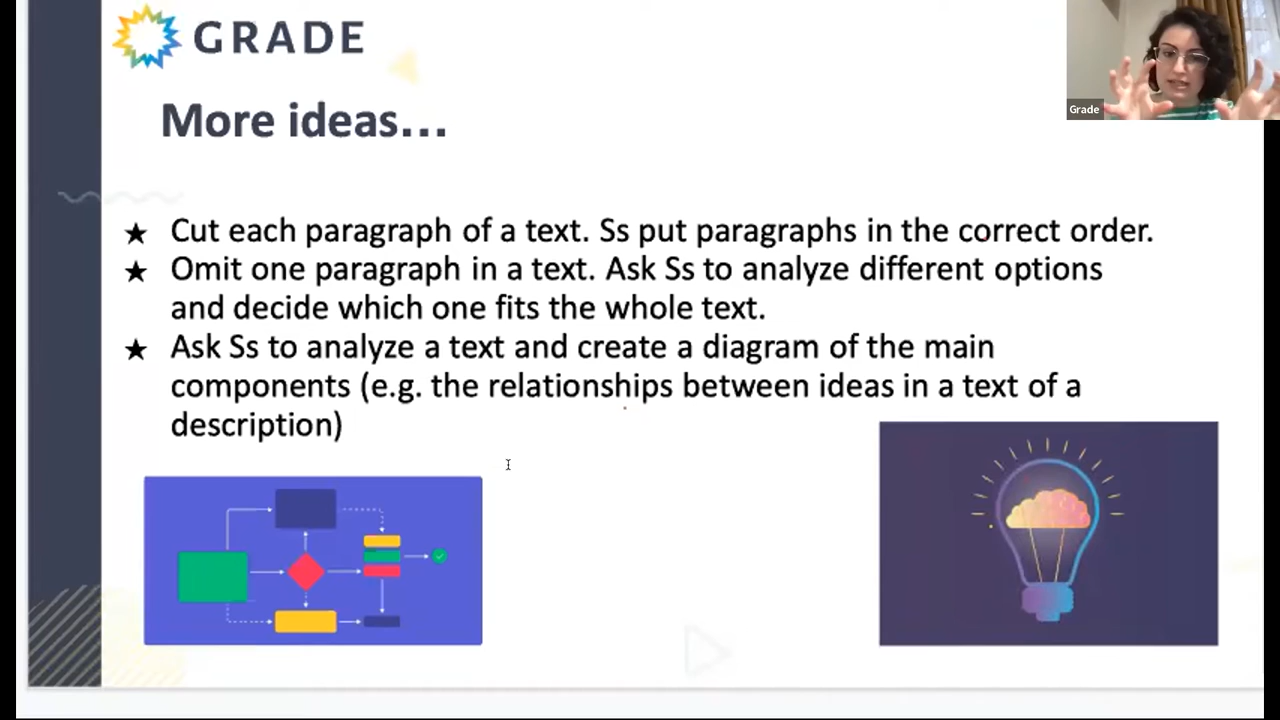 GRADE
Grade
More ideas...
★ Cut each paragraph of a text. Ss put paragraphs in the correct order.
★ Omit one paragraph in a text. Ask Ss to analyze different options
and decide which one fits the whole text.
★ Ask Ss to analyze a text and create a diagram of the main
components (e.g. the relationships between ideas in a text of a
description)